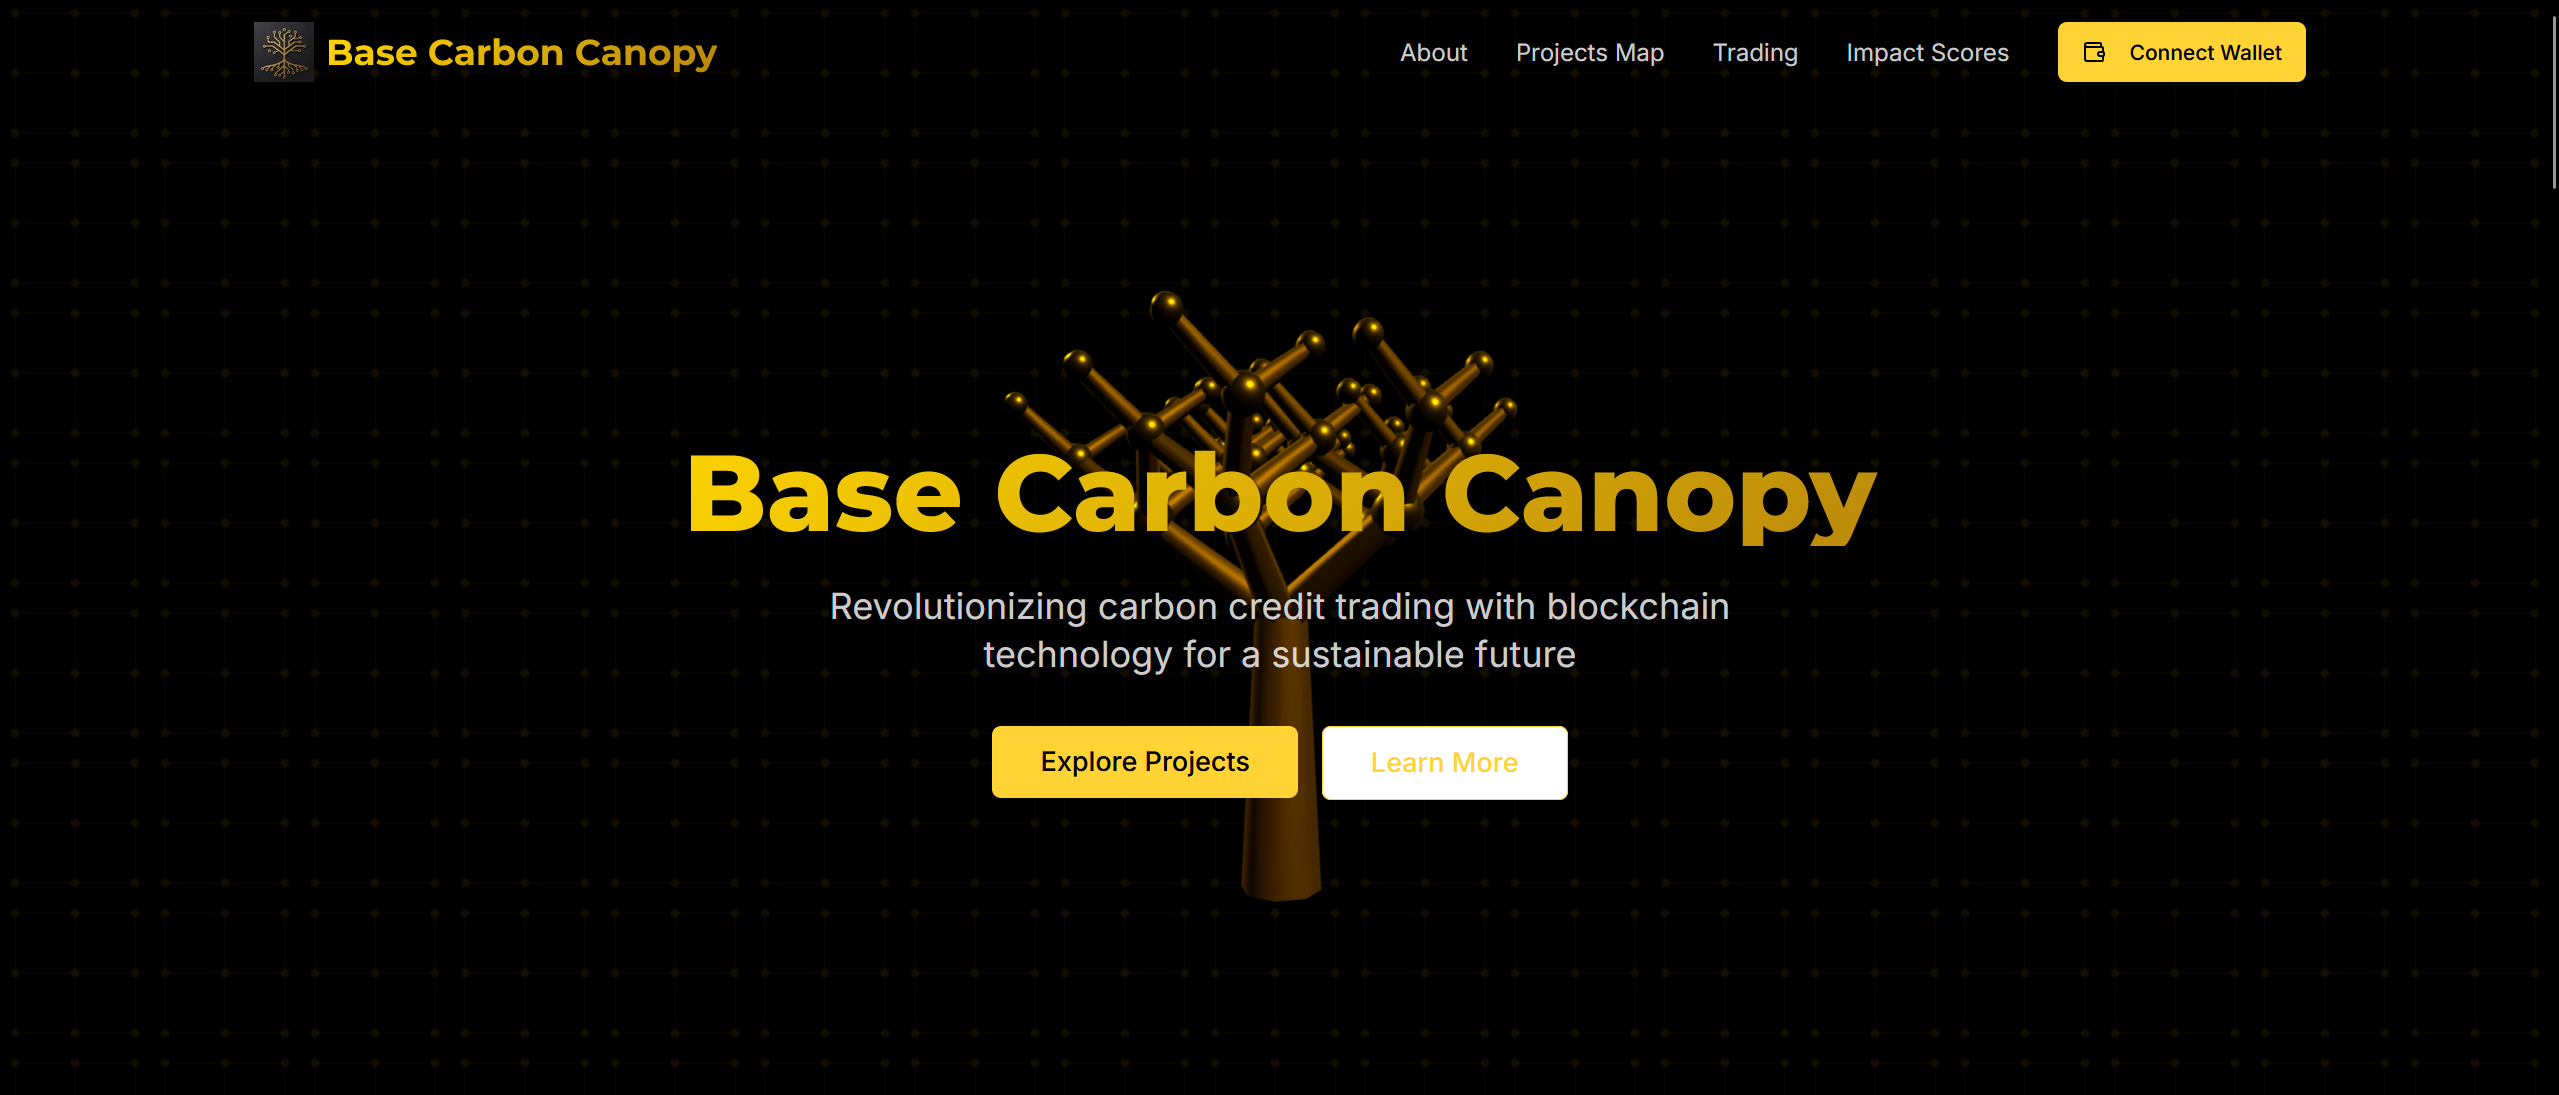 Base Carbon Canopy
About
Projects Map
Trading
Impact Scores
Connect Wallet
Base Carbon Canopy
Revolutionizing carbon credit trading with blockchain
technology for a sustainable future
Explore Projects
Learn More